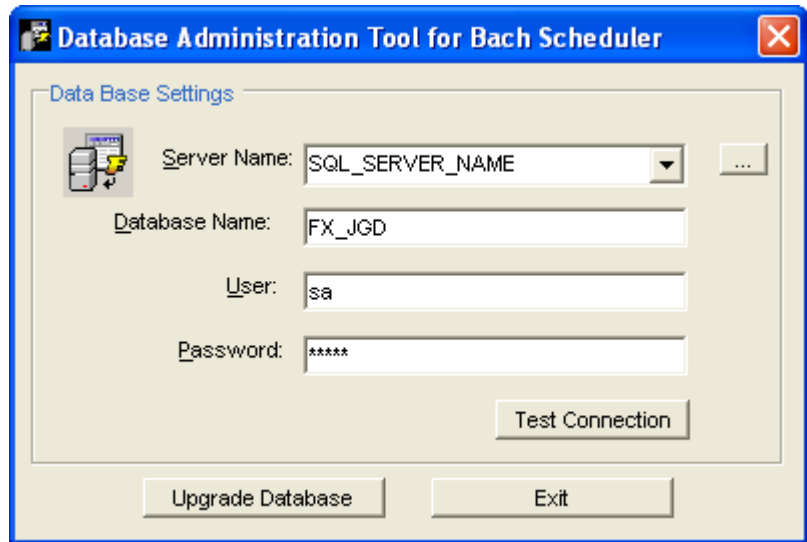 Database Administration Tool for Bach Scheduler
Data Base Settings
Server Name: SQL_SERVER_NAME ...
Database Name: FX_JGD
User: sa
Password: *****
Test Connection
Upgrade Database Exit